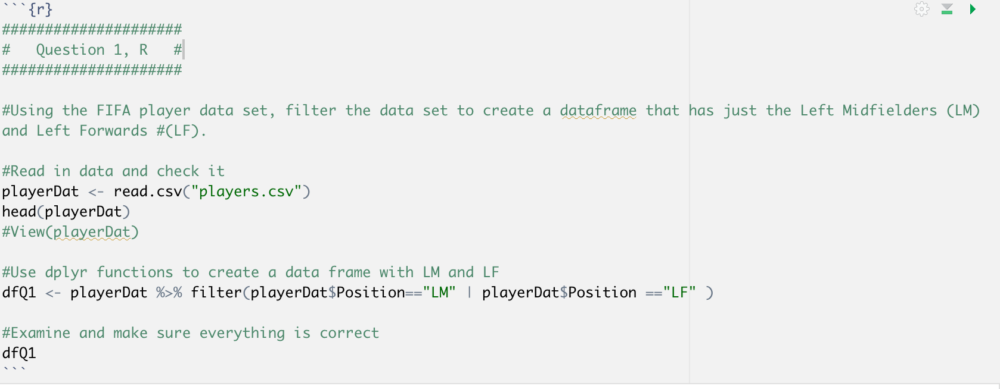 ```{r}
#####################
#   Question 1, R   #
#####################
#Using the FIFA player data set, filter the data set to create a dataframe that has just the Left Midfielders (LM)
and Left Forwards #(LF).
#Read in data and check it
playerDat <- read.csv("players.csv")
head(playerDat)
#View(playerDat)
#Use dplyr functions to create a data frame with LM and LF
dfQ1 <- playerDat %>% filter(playerDat$Position=="LM" | playerDat$Position =="LF" )
#Examine and make sure everything is correct
dfQ1
```